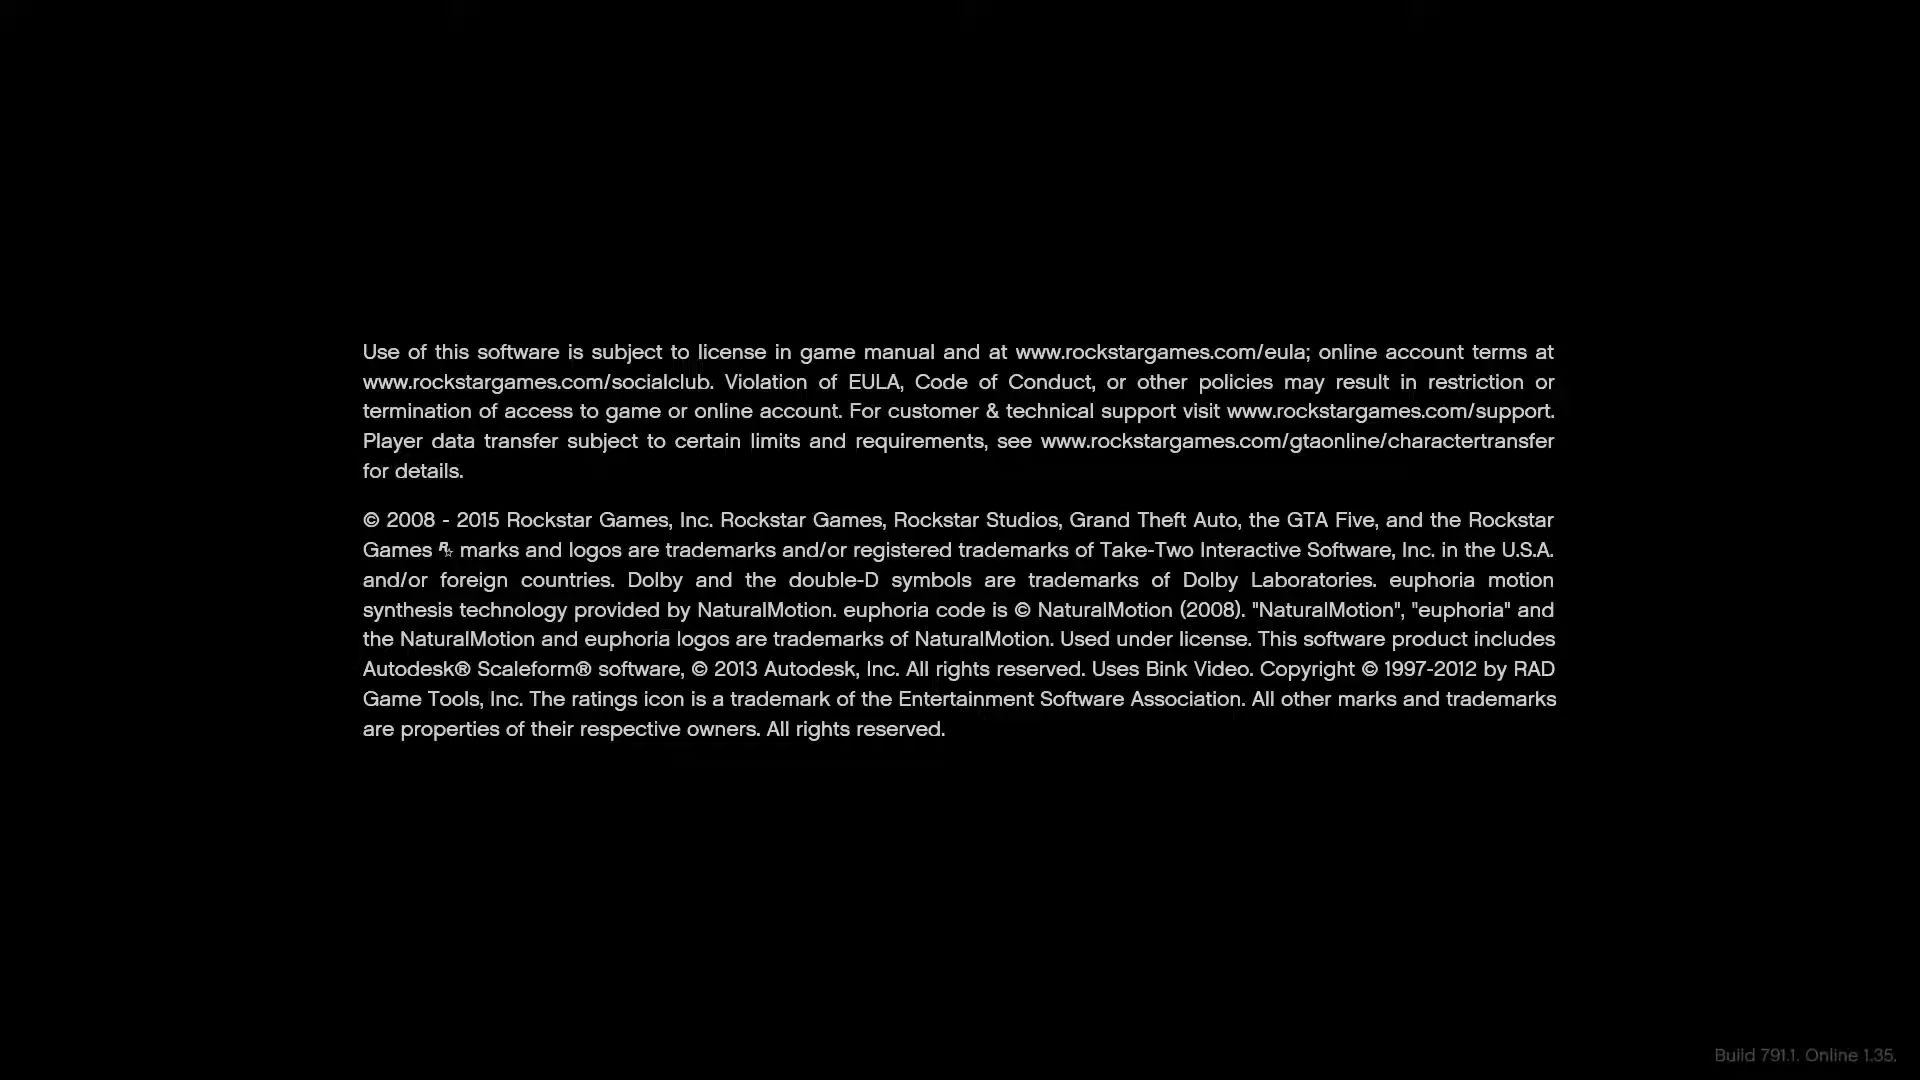 Use of this software is subject to license in game manual and at www.rockstargames.com/eula; online account terms at
www.rockstargames.com/socialclub. Violation of EULA, Code of Conduct, or other policies may result in restriction or
termination of access to game or online account. For customer & technical support visit www.rockstargames.com/support.
Player data transfer subject to certain limits and requirements, see www.rockstargames.com/gtaonline/charactertransfer
for details.
© 2008 - 2015 Rockstar Games, Inc. Rockstar Games, Rockstar Studios, Grand Theft Auto, the GTA Five, and the Rockstar
Games R* marks and logos are trademarks and/or registered trademarks of Take-Two Interactive Software, Inc. in the U.S.A.
and/or foreign countries. Dolby and the double-D symbols are trademarks of Dolby Laboratories. euphoria motion
synthesis technology provided by NaturalMotion. euphoria code is © NaturalMotion (2008). "NaturalMotion", "euphoria" and
the NaturalMotion and euphoria logos are trademarks of NaturalMotion. Used under license. This software product includes
Autodesk® Scaleform® software, © 2013 Autodesk, Inc. All rights reserved. Uses Bink Video. Copyright © 1997-2012 by RAD
Game Tools, Inc. The ratings icon is a trademark of the Entertainment Software Association. All other marks and trademarks
are properties of their respective owners. All rights reserved.
Build 791.1. Online 1.35.